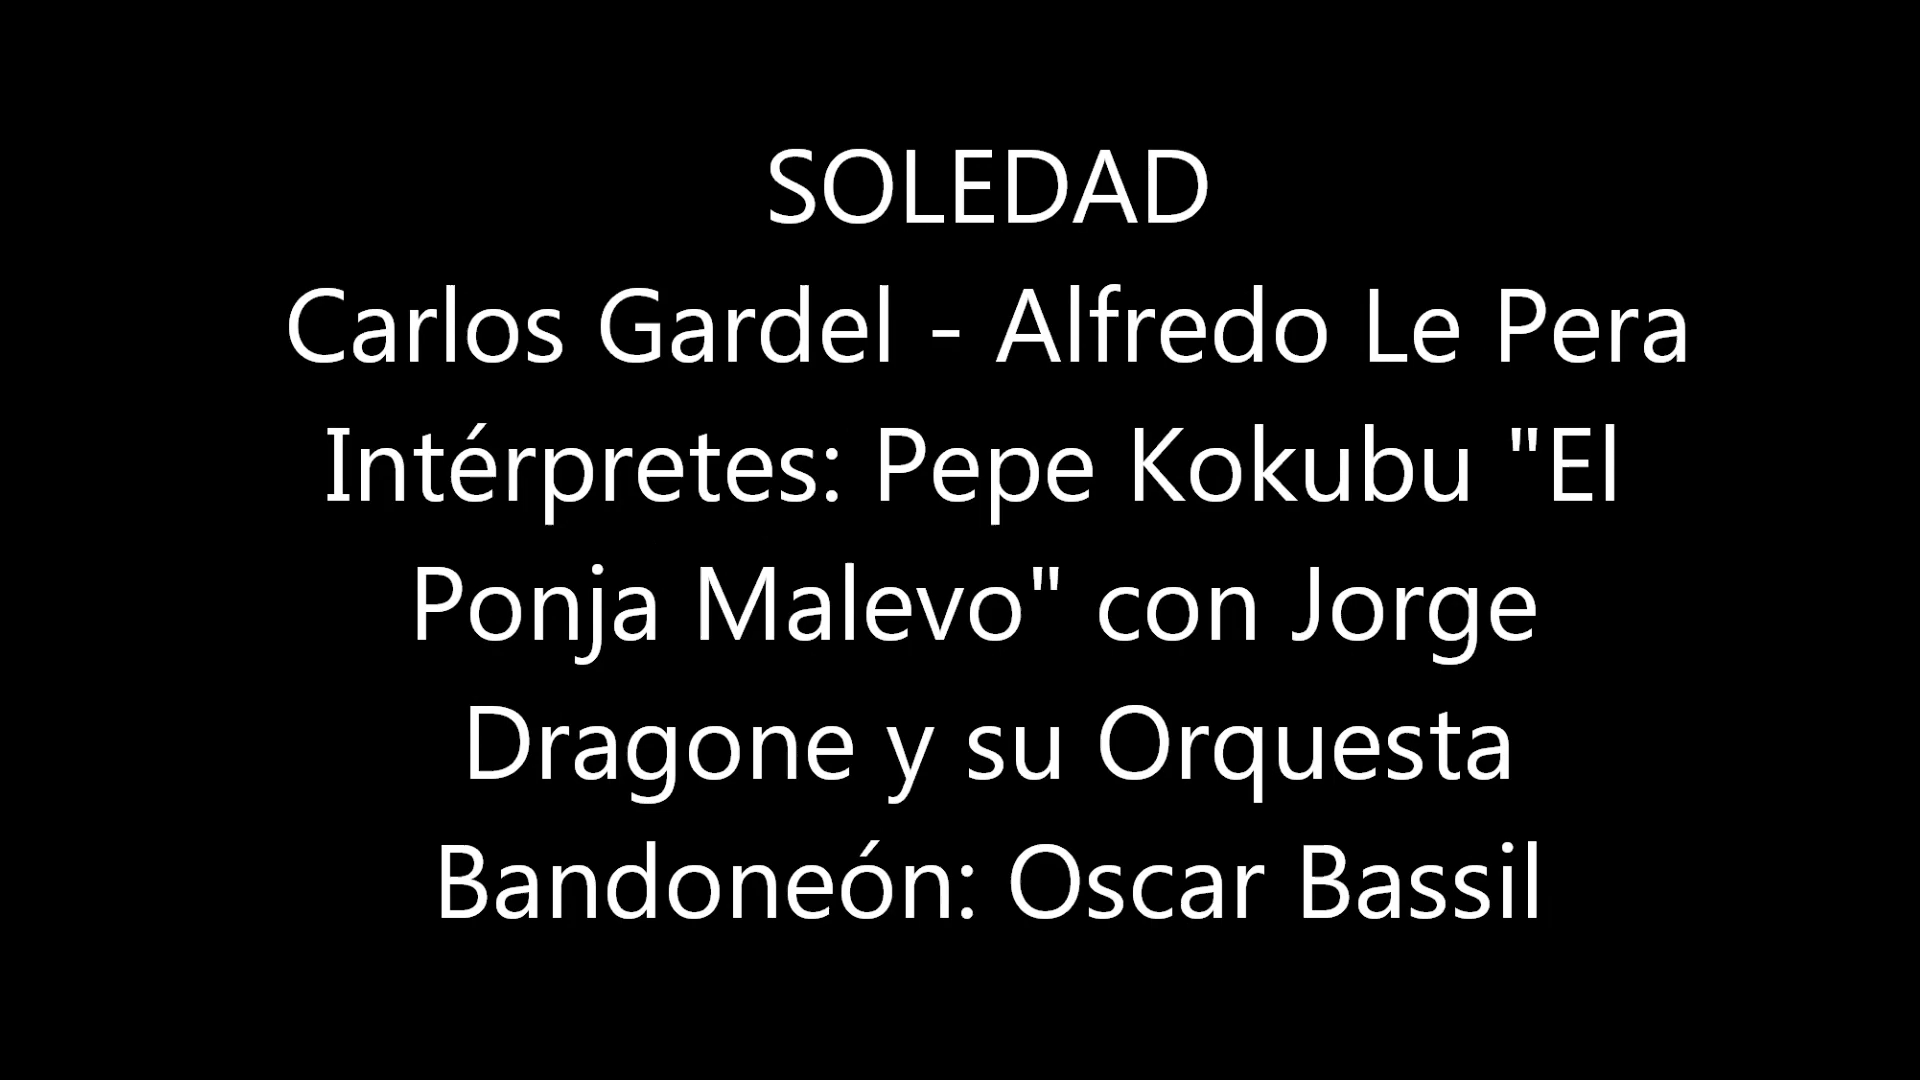 SOLEDAD
Carlos Gardel - Alfredo Le Pera
Intérpretes: Pepe Kokubu "El
Ponja Malevo" con Jorge
Dragone y su Orquesta
Bandoneón: Oscar Bassil